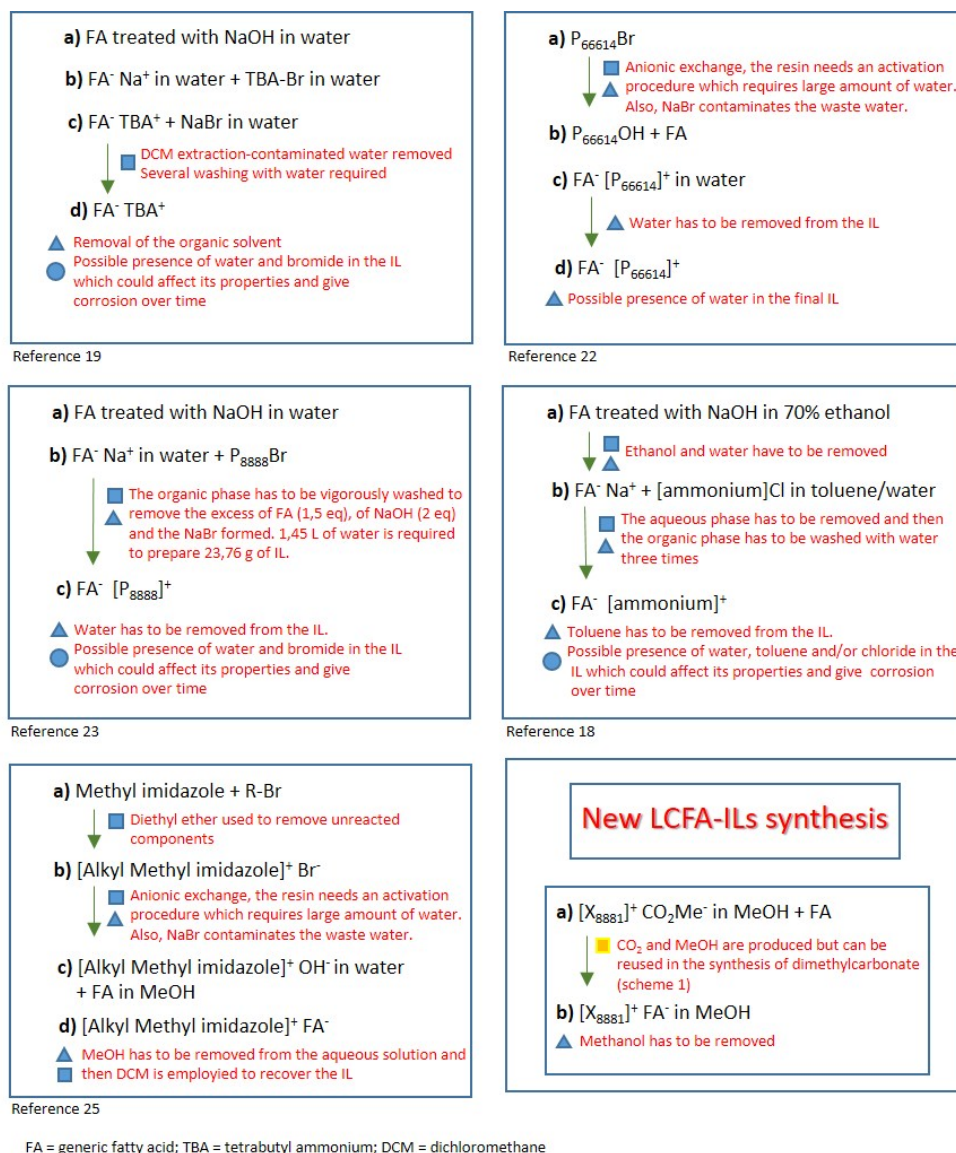 a) FA treated with NaOH in water
b) FA⁻ Na⁺ in water + TBA-Br in water
c) FA⁻ TBA⁺ + NaBr in water
DCM extraction-contaminated water removed
Several washing with water required
d) FA⁻ TBA⁺
Removal of the organic solvent
Possible presence of water and bromide in the IL
which could affect its properties and give
corrosion over time
Reference 19
a) P₆₆₆₁₄Br
Anionic exchange, the resin needs an activation
procedure which requires large amount of water.
Also, NaBr contaminates the waste water.
b) P₆₆₆₁₄OH + FA
c) FA⁻ [P₆₆₆₁₄]⁺ in water
Water has to be removed from the IL
d) FA⁻ [P₆₆₆₁₄]⁺
Possible presence of water in the final IL
Reference 22
a) FA treated with NaOH in water
b) FA⁻ Na⁺ in water + P₈₈₈₈Br
The organic phase has to be vigorously washed to
remove the excess of FA (1,5 eq), of NaOH (2 eq)
and the NaBr formed. 1,45 L of water is required
to prepare 23,76 g of IL.
c) FA⁻ [P₈₈₈₈]⁺
Water has to be removed from the IL.
Possible presence of water and bromide in the IL
which could affect its properties and give
corrosion over time
Reference 23
a) FA treated with NaOH in 70% ethanol
Ethanol and water have to be removed
b) FA⁻ Na⁺ + [ammonium]Cl in toluene/water
The aqueous phase has to be removed and then
the organic phase has to be washed with water
three times
c) FA⁻ [ammonium]⁺
Toluene has to be removed from the IL.
Possible presence of water, toluene and/or chloride in the
IL which could affect its properties and give corrosion
over time
Reference 18
a) Methyl imidazole + R-Br
Diethyl ether used to remove unreacted
components
b) [Alkyl Methyl imidazole]⁺ Br⁻
Anionic exchange, the resin needs an activation
procedure which requires large amount of water.
Also, NaBr contaminates the waste water.
c) [Alkyl Methyl imidazole]⁺ OH⁻ in water
+ FA in MeOH
d) [Alkyl Methyl imidazole]⁺ FA⁻
MeOH has to be removed from the aqueous solution and
then DCM is employied to recover the IL
Reference 25
New LCFA-ILs synthesis
a) [X₈₈₈₁]⁺ CO₂Me⁻ in MeOH + FA
CO₂ and MeOH are produced but can be
reused in the synthesis of dimethylcarbonate
(scheme 1)
b) [X₈₈₈₁]⁺ FA⁻ in MeOH
Methanol has to be removed
FA = generic fatty acid; TBA = tetrabutyl ammonium; DCM = dichloromethane